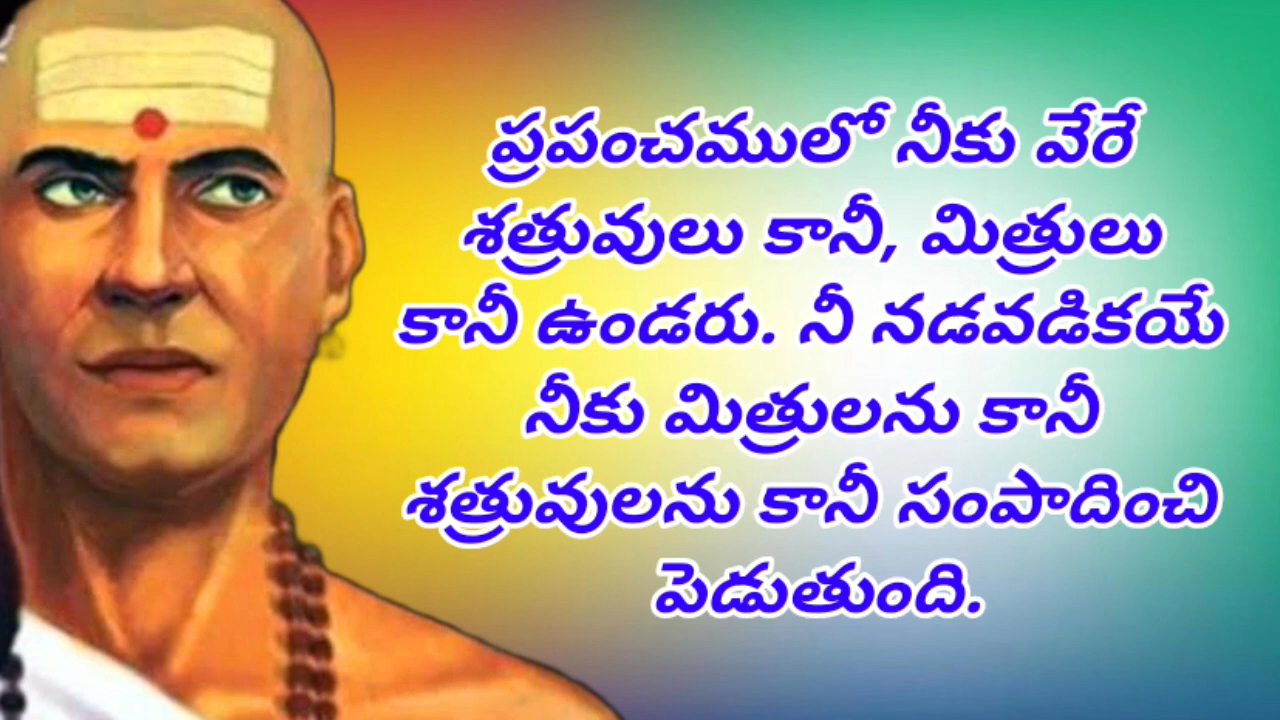 ప్రపంచములో నీకు వేరే
శత్రువులు కానీ, మిత్రులు
కానీ ఉండరు. నీ నడవడికయే
నీకు మిత్రులను కానీ
శత్రువులను కానీ సంపాదించి
పెడుతుంది.